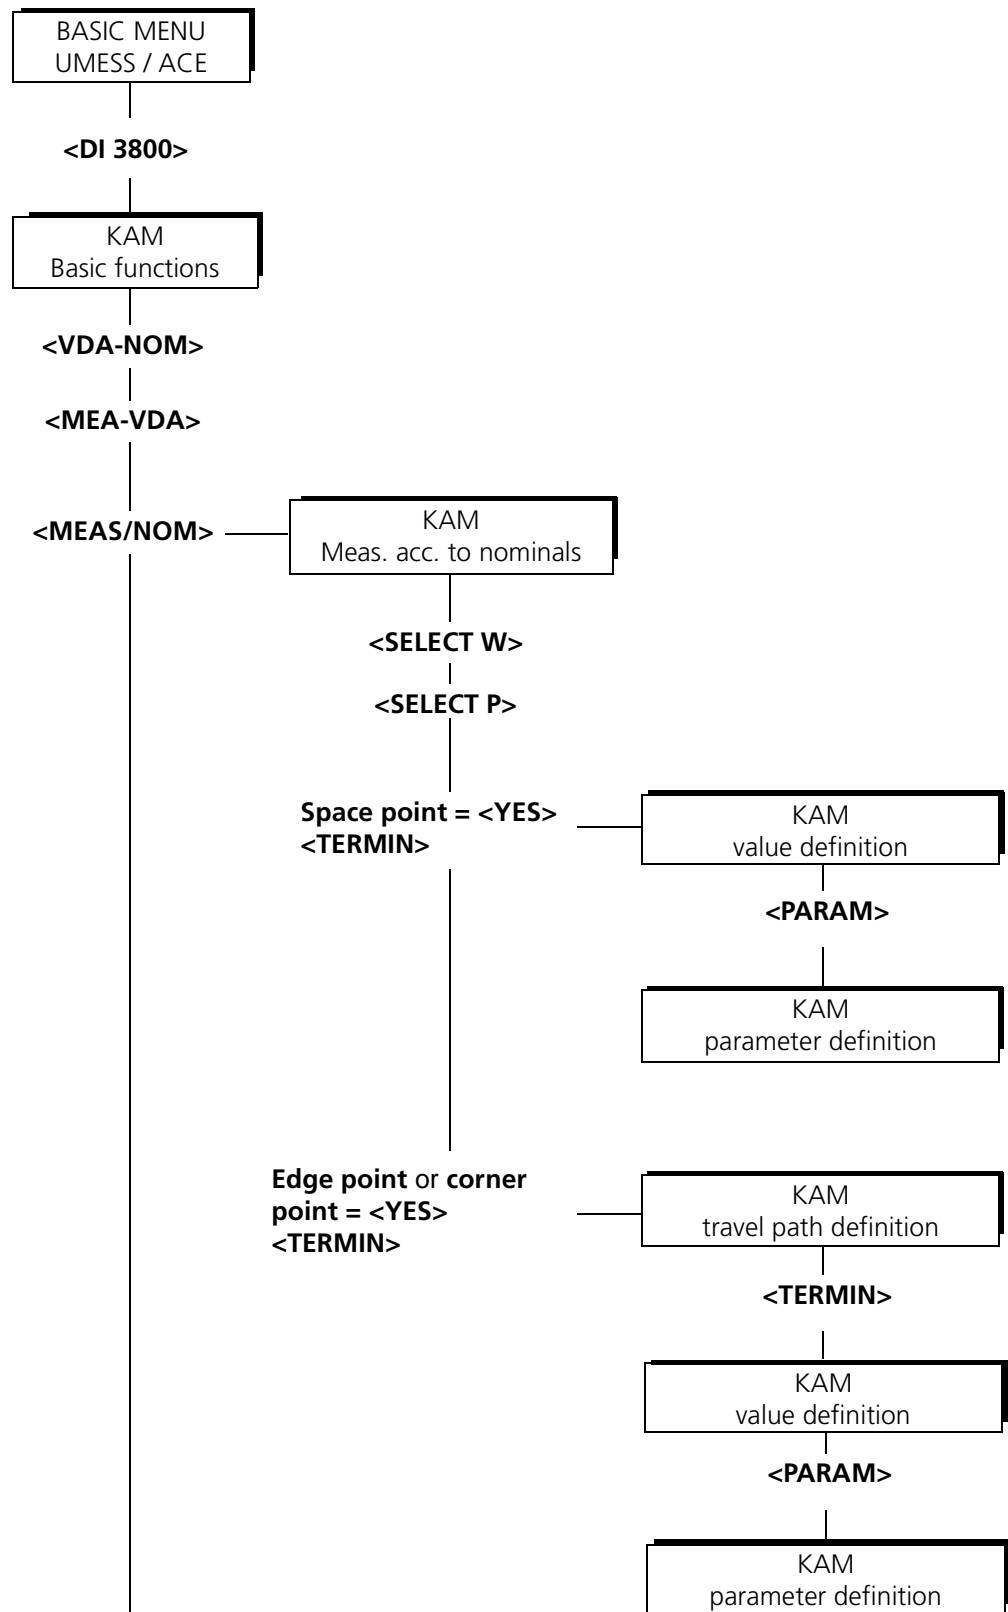 BASIC MENU
UMESS / ACE
<DI 3800>
KAM
Basic functions
<VDA-NOM>
<MEA-VDA>
<MEAS/NOM>
KAM
Meas. acc. to nominals
<SELECT W>
<SELECT P>
Space point = <YES>
<TERMIN>
KAM
value definition
<PARAM>
KAM
parameter definition
Edge point or corner
point = <YES>
<TERMIN>
KAM
travel path definition
<TERMIN>
KAM
value definition
<PARAM>
KAM
parameter definition